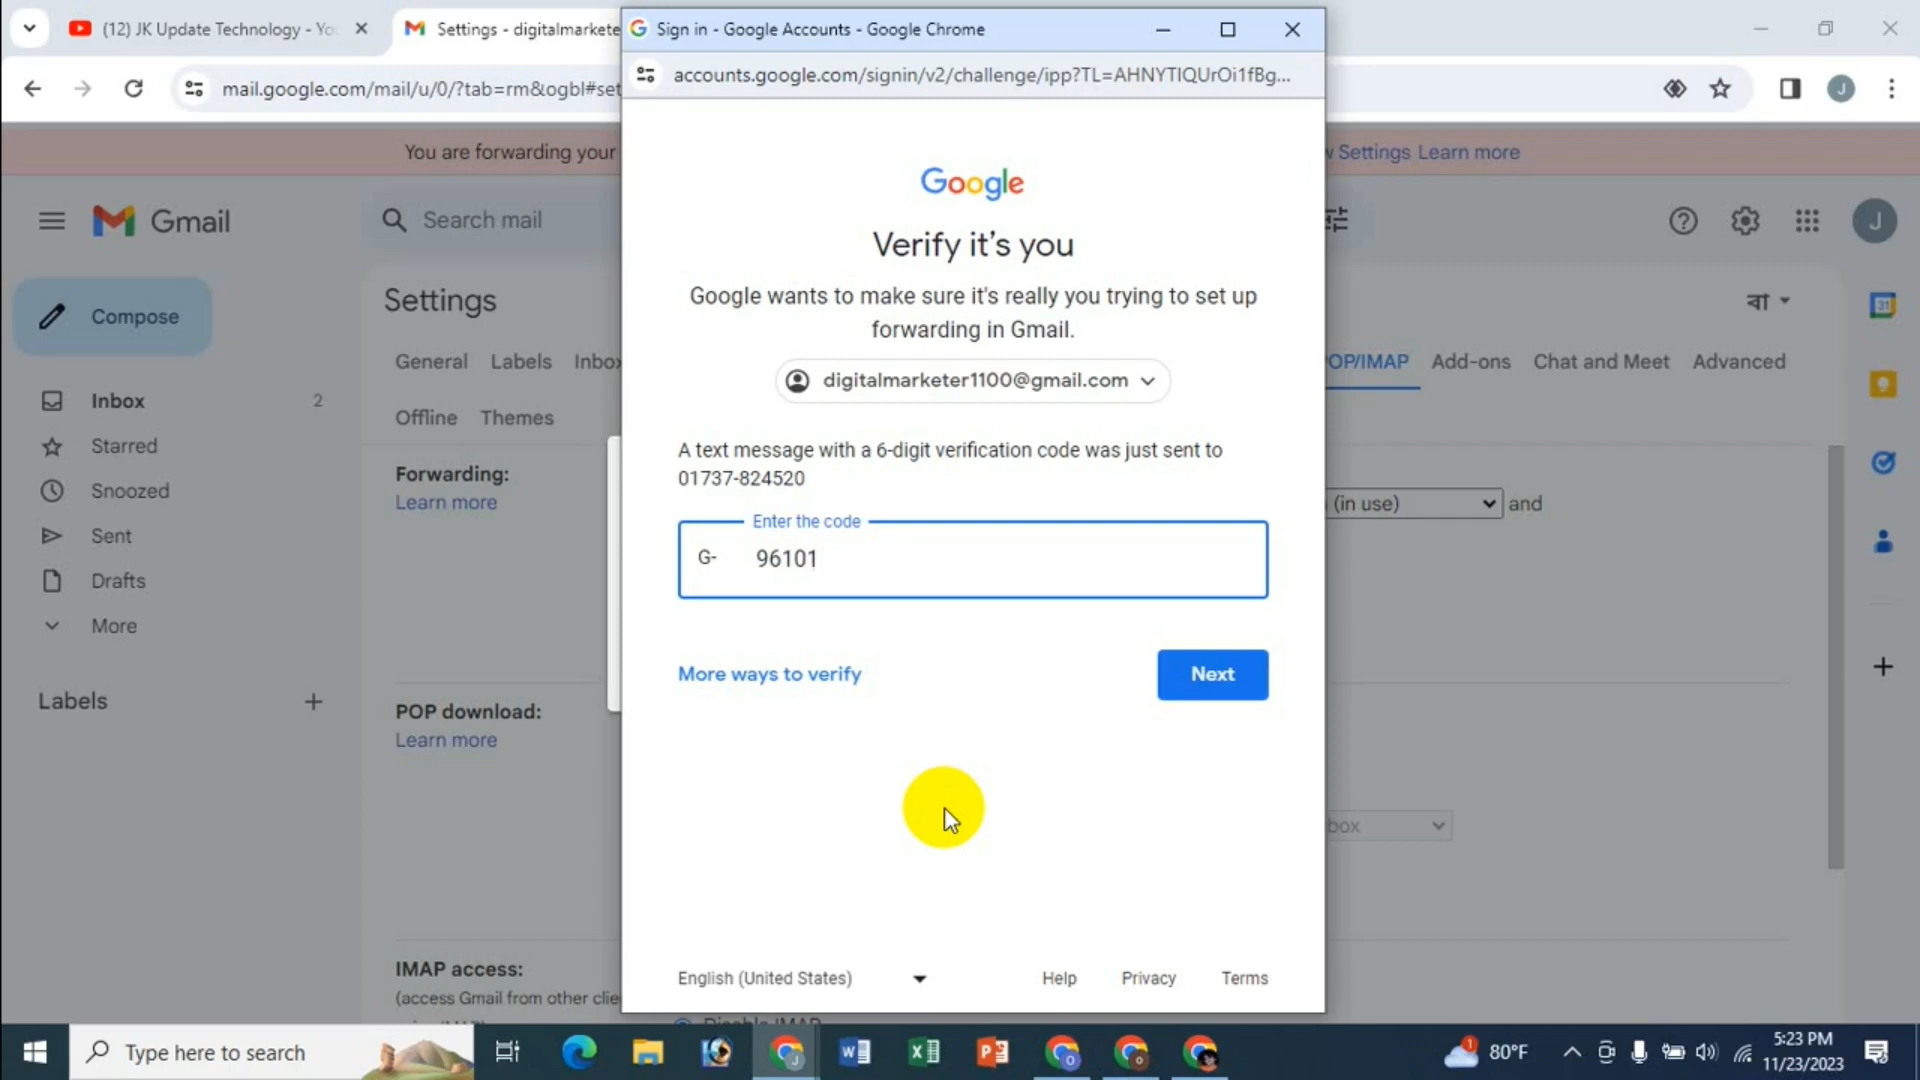 (12) JK Update Technology - Yo
Settings - digitalmarkete
Sign in - Google Accounts - Google Chrome
mail.google.com/mail/u/0/?tab=rm&ogbl#set
accounts.google.com/signin/v2/challenge/ipp?TL=AHNYTIQUrOi1fBg...
J
You are forwarding your
Settings Learn more
Gmail
Search mail
J
Compose
Inbox 2
Starred
Snoozed
Sent
Drafts
More
Labels
Settings
বা
General Labels Inbox
OP/IMAP Add-ons Chat and Meet Advanced
Offline Themes
Forwarding:
Learn more
(in use) and
POP download:
Learn more
box
IMAP access:
(access Gmail from other clie
Disable IMAP
31
Google
Verify it's you
Google wants to make sure it's really you trying to set up
forwarding in Gmail.
digitalmarketer1100@gmail.com
A text message with a 6-digit verification code was just sent to
01737-824520
Enter the code
G- 96101
More ways to verify
Next
English (United States)
Help Privacy Terms
Type here to search
80°F
5:23 PM
11/23/2023